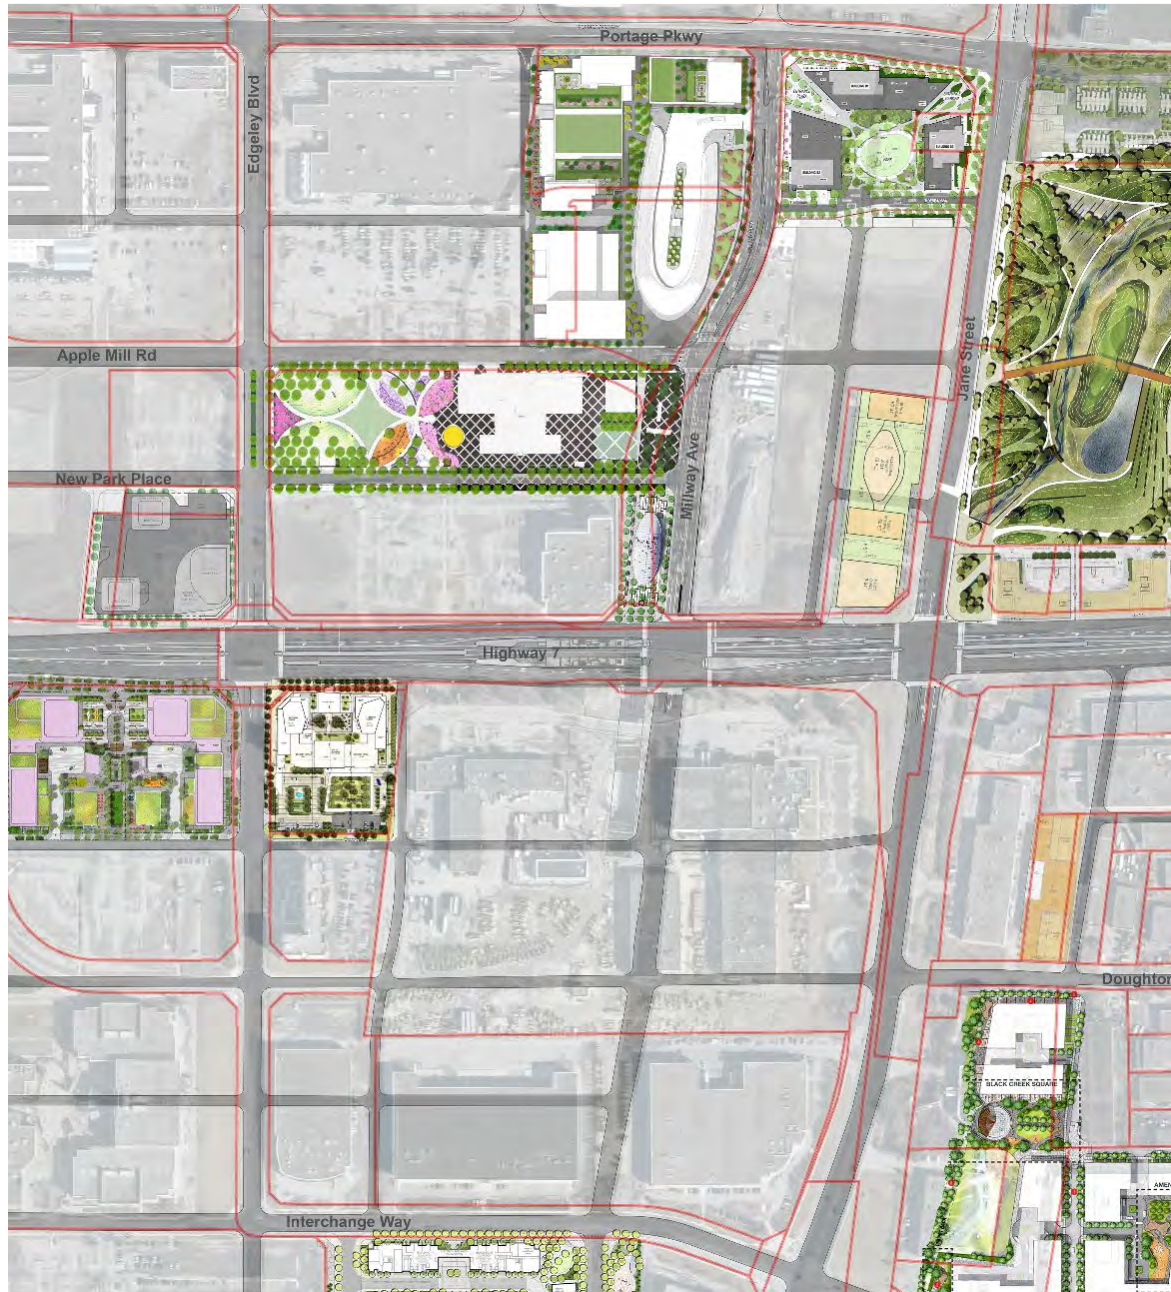 Portage Pkwy
Edgeley Blvd
Apple Mill Rd
Jane Street
Millway Ave
New Park Place
Highway 7
Doughton
BLACK CREEK SQUARE
AMEN
Interchange Way